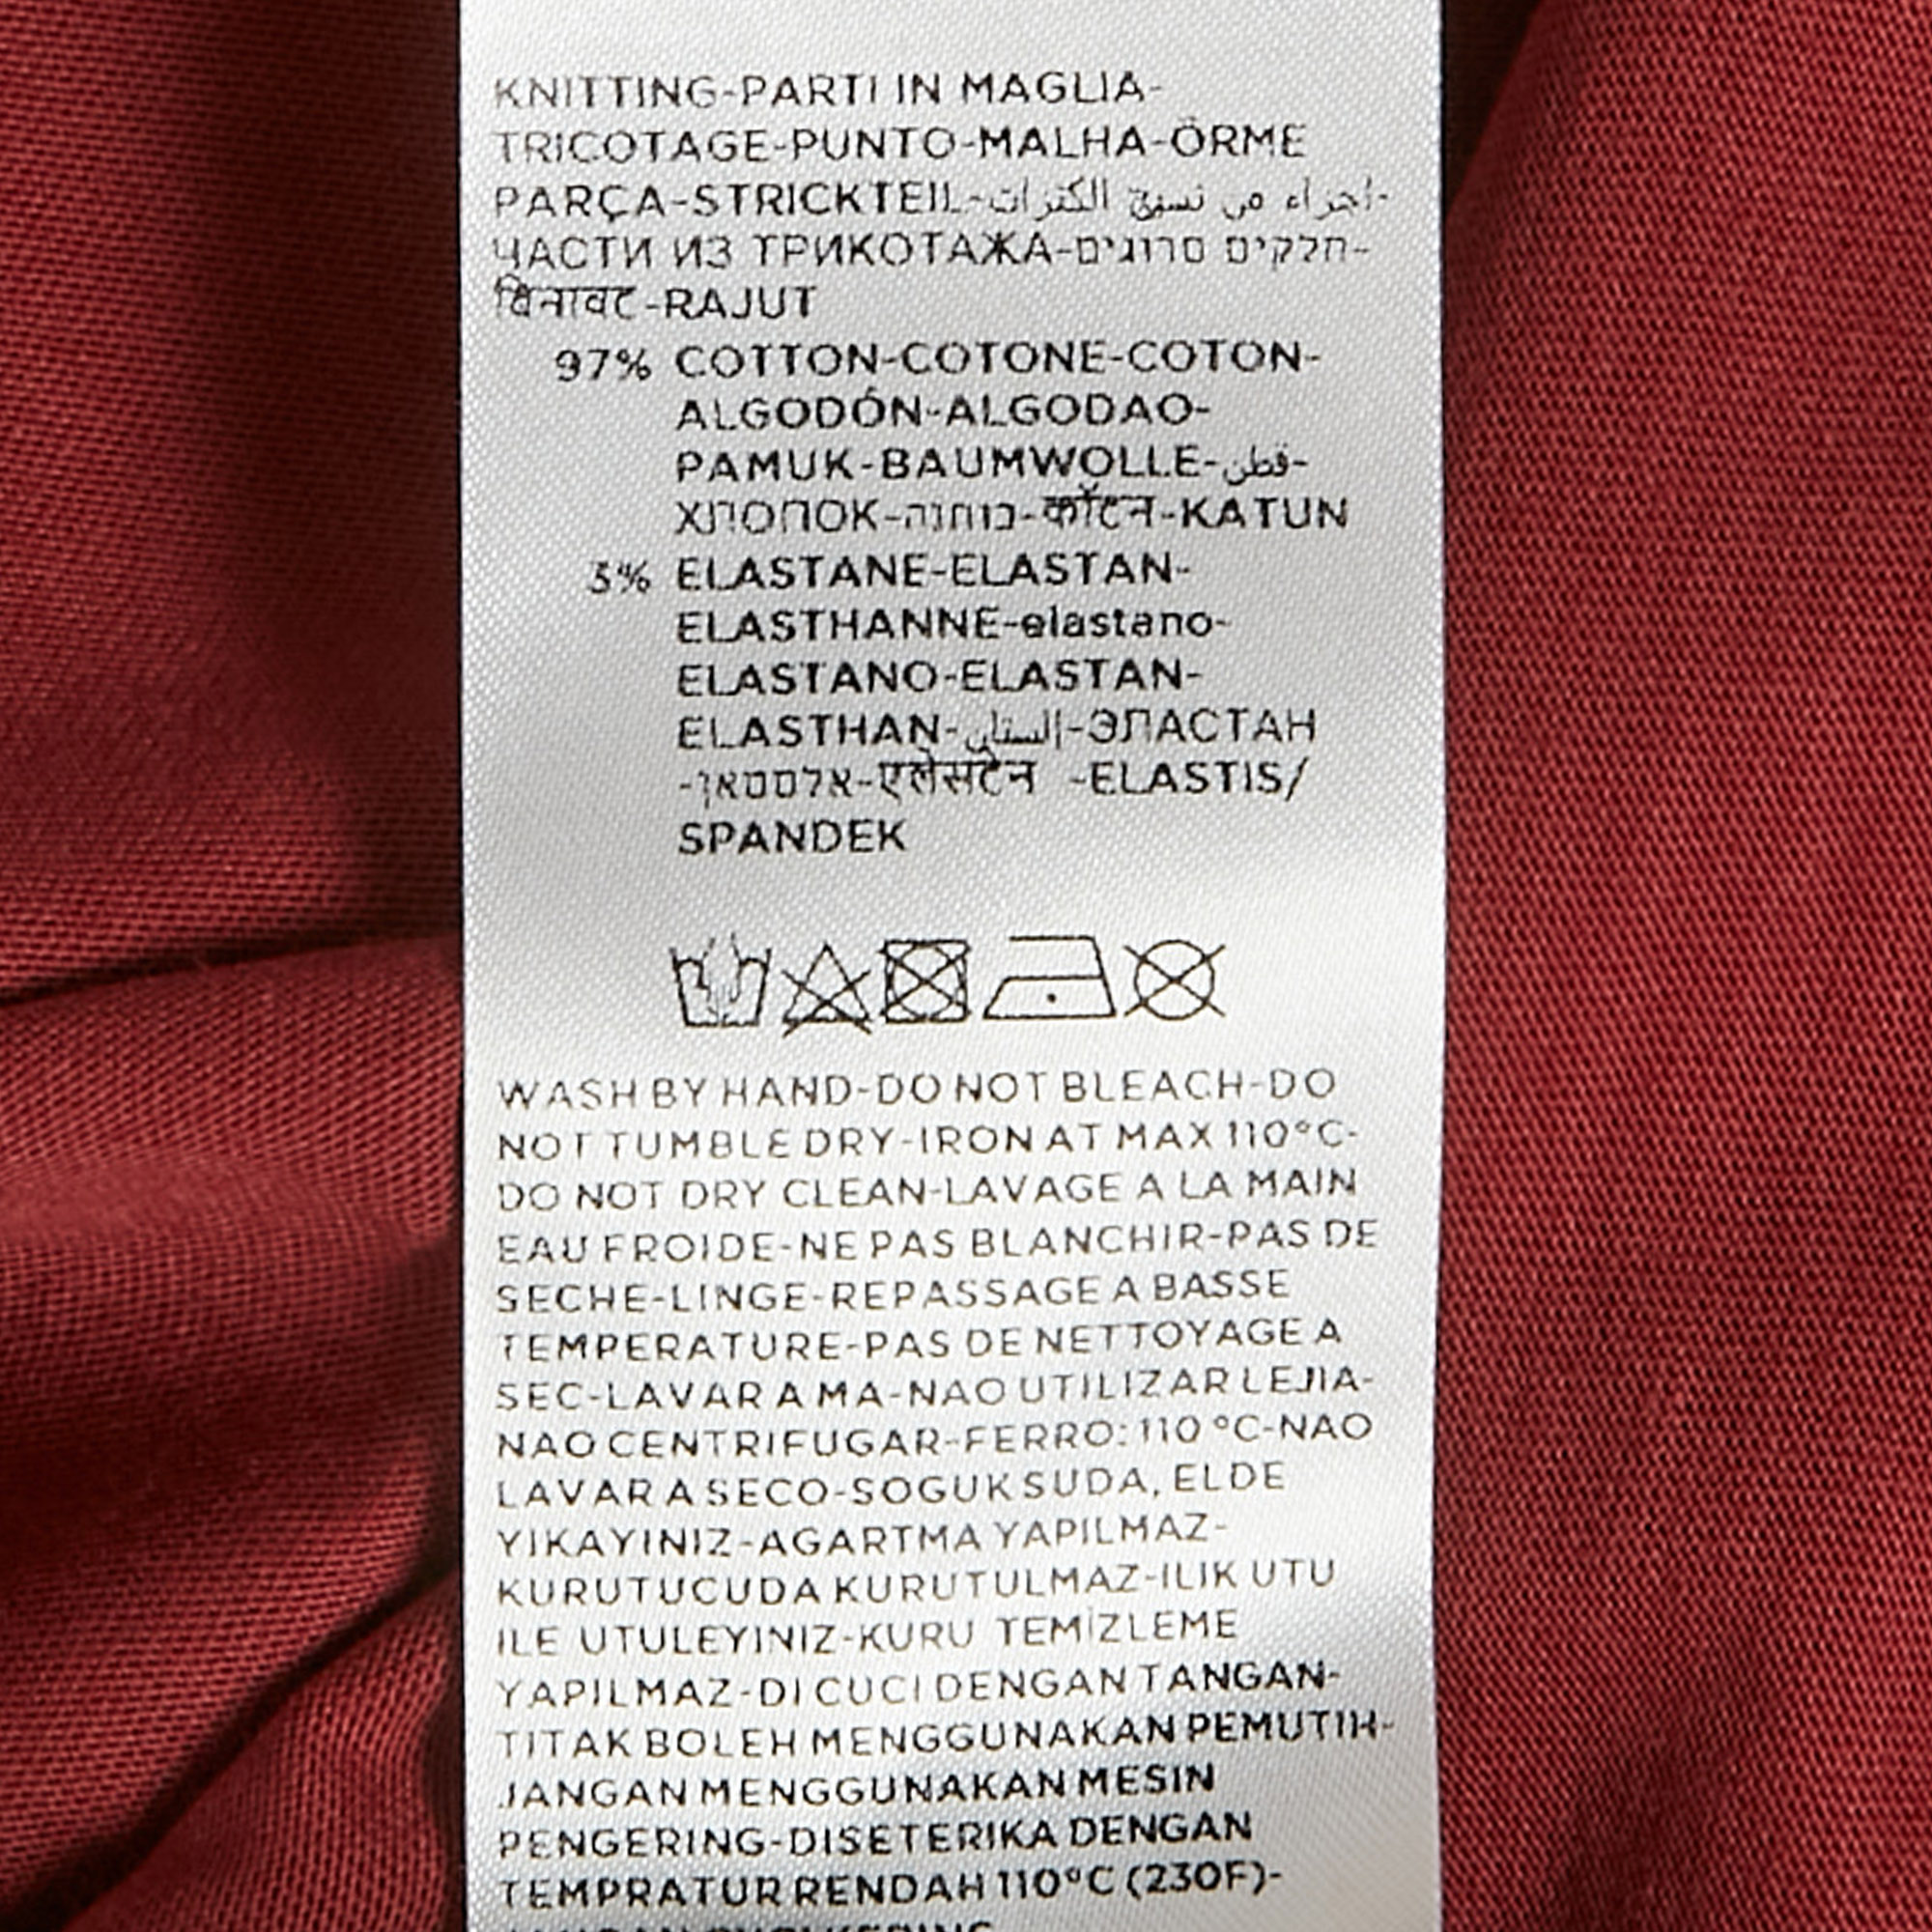 KNITTING-PARTI IN MAGLIA-
TRICOTAGE-PUNTO-MALHA-ÖRME
PARÇA-STRICKTEIL-اجزاء من نسيج الكنزات-
ЧАСТИ ИЗ ТРИКОТАЖА-חלקים סרוגים-
बिनावट-RAJUT
97% COTTON-COTONE-COTON-
ALGODÓN-ALGODAO-
PAMUK-BAUMWOLLE-قطن-
ХЛОПОК-כותנה-कॉटन-KATUN
3% ELASTANE-ELASTAN-
ELASTHANNE-elastano-
ELASTANO-ELASTAN-
ELASTHAN-إلستان-ЭЛАСТАН
-אלסטאן-एलेसटेन -ELASTIS/
SPANDEK
WASH BY HAND-DO NOT BLEACH-DO
NOT TUMBLE DRY-IRON AT MAX 110°C-
DO NOT DRY CLEAN-LAVAGE A LA MAIN
EAU FROIDE-NE PAS BLANCHIR-PAS DE
SECHE-LINGE-REPASSAGE A BASSE
TEMPERATURE-PAS DE NETTOYAGE A
SEC-LAVAR A MA-NAO UTILIZAR LEJIA-
NAO CENTRIFUGAR-FERRO: 110 °C-NAO
LAVAR A SECO-SOGUK SUDA, ELDE
YIKAYINIZ-AGARTMA YAPILMAZ-
KURUTUCUDA KURUTULMAZ-ILIK UTU
ILE UTULEYINIZ-KURU TEMİZLEME
YAPILMAZ-DI CUCI DENGAN TANGAN-
TITAK BOLEH MENGGUNAKAN PEMUTIH-
JANGAN MENGGUNAKAN MESIN
PENGERING-DISETERIKA DENGAN
TEMPRATUR RENDAH 110°C (230F)-